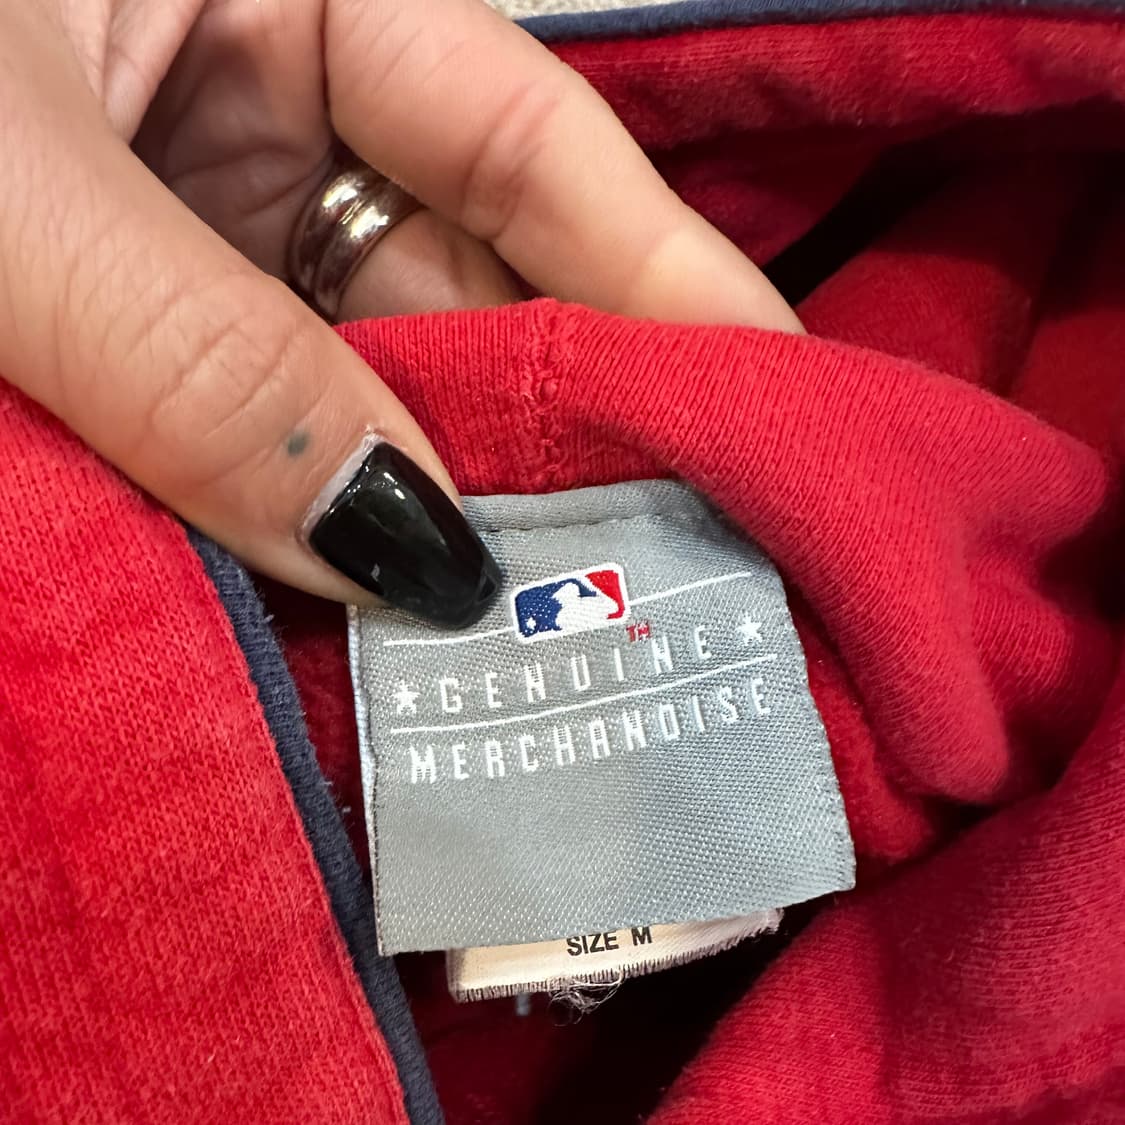 TM
★ GENUINE ★
MERCHANDISE
SIZE M